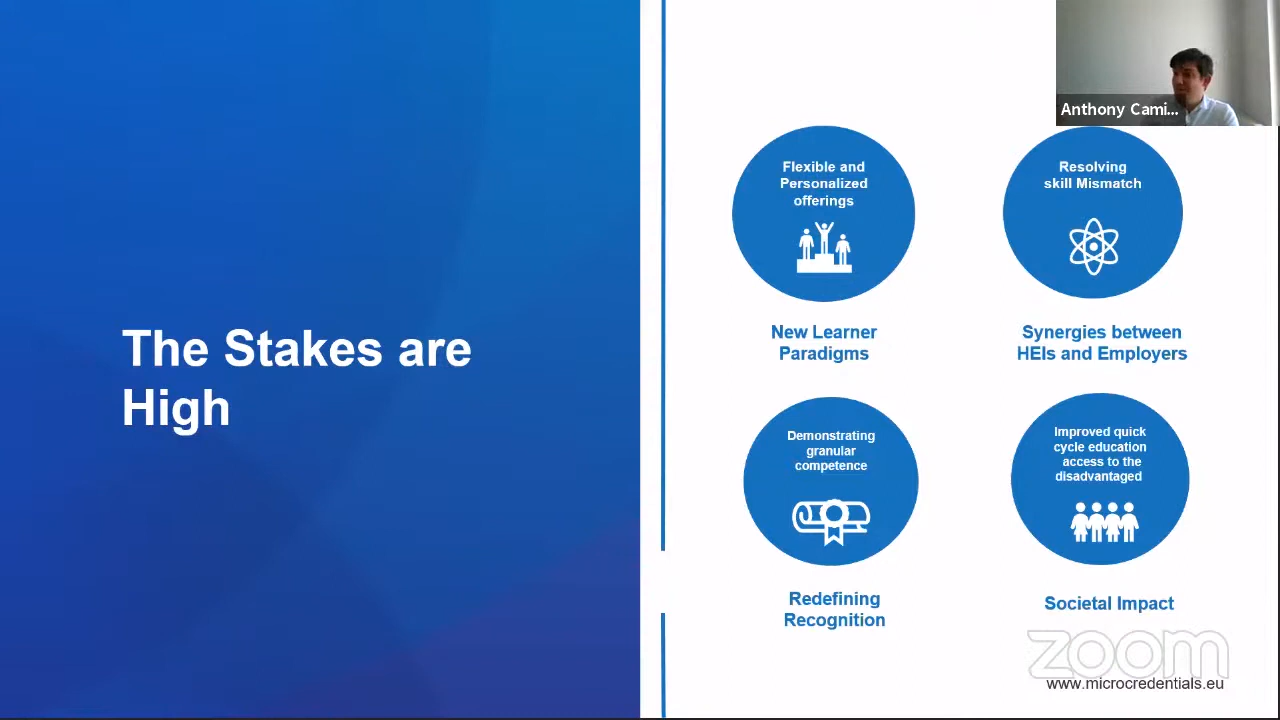 The Stakes are
High
Anthony Cami...
Flexible and
Personalized
offerings
New Learner
Paradigms
Resolving
skill Mismatch
Synergies between
HEIs and Employers
Demonstrating
granular
competence
Redefining
Recognition
Improved quick
cycle education
access to the
disadvantaged
Societal Impact
zoom
www.microcredentials.eu